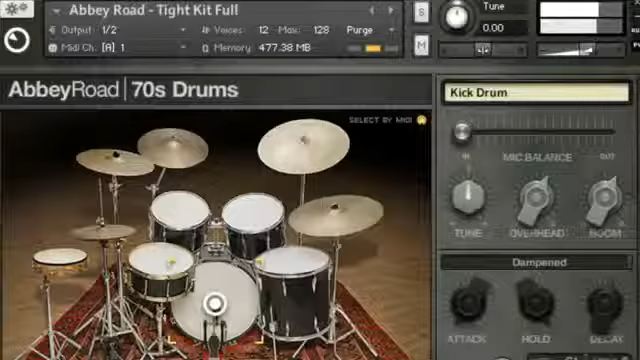 Abbey Road - Tight Kit Full
Output: 1/2
Voices: 12 Max: 128 Purge
Midi Ch: [A] 1
Memory: 477.38 MB
S
M
Tune
0.00
AbbeyRoad | 70s Drums
SELECT BY MIDI
Kick Drum
IN
OUT
MIC BALANCE
TUNE
OVERHEAD
ROOM
Dampened
ATTACK
HOLD
DECAY